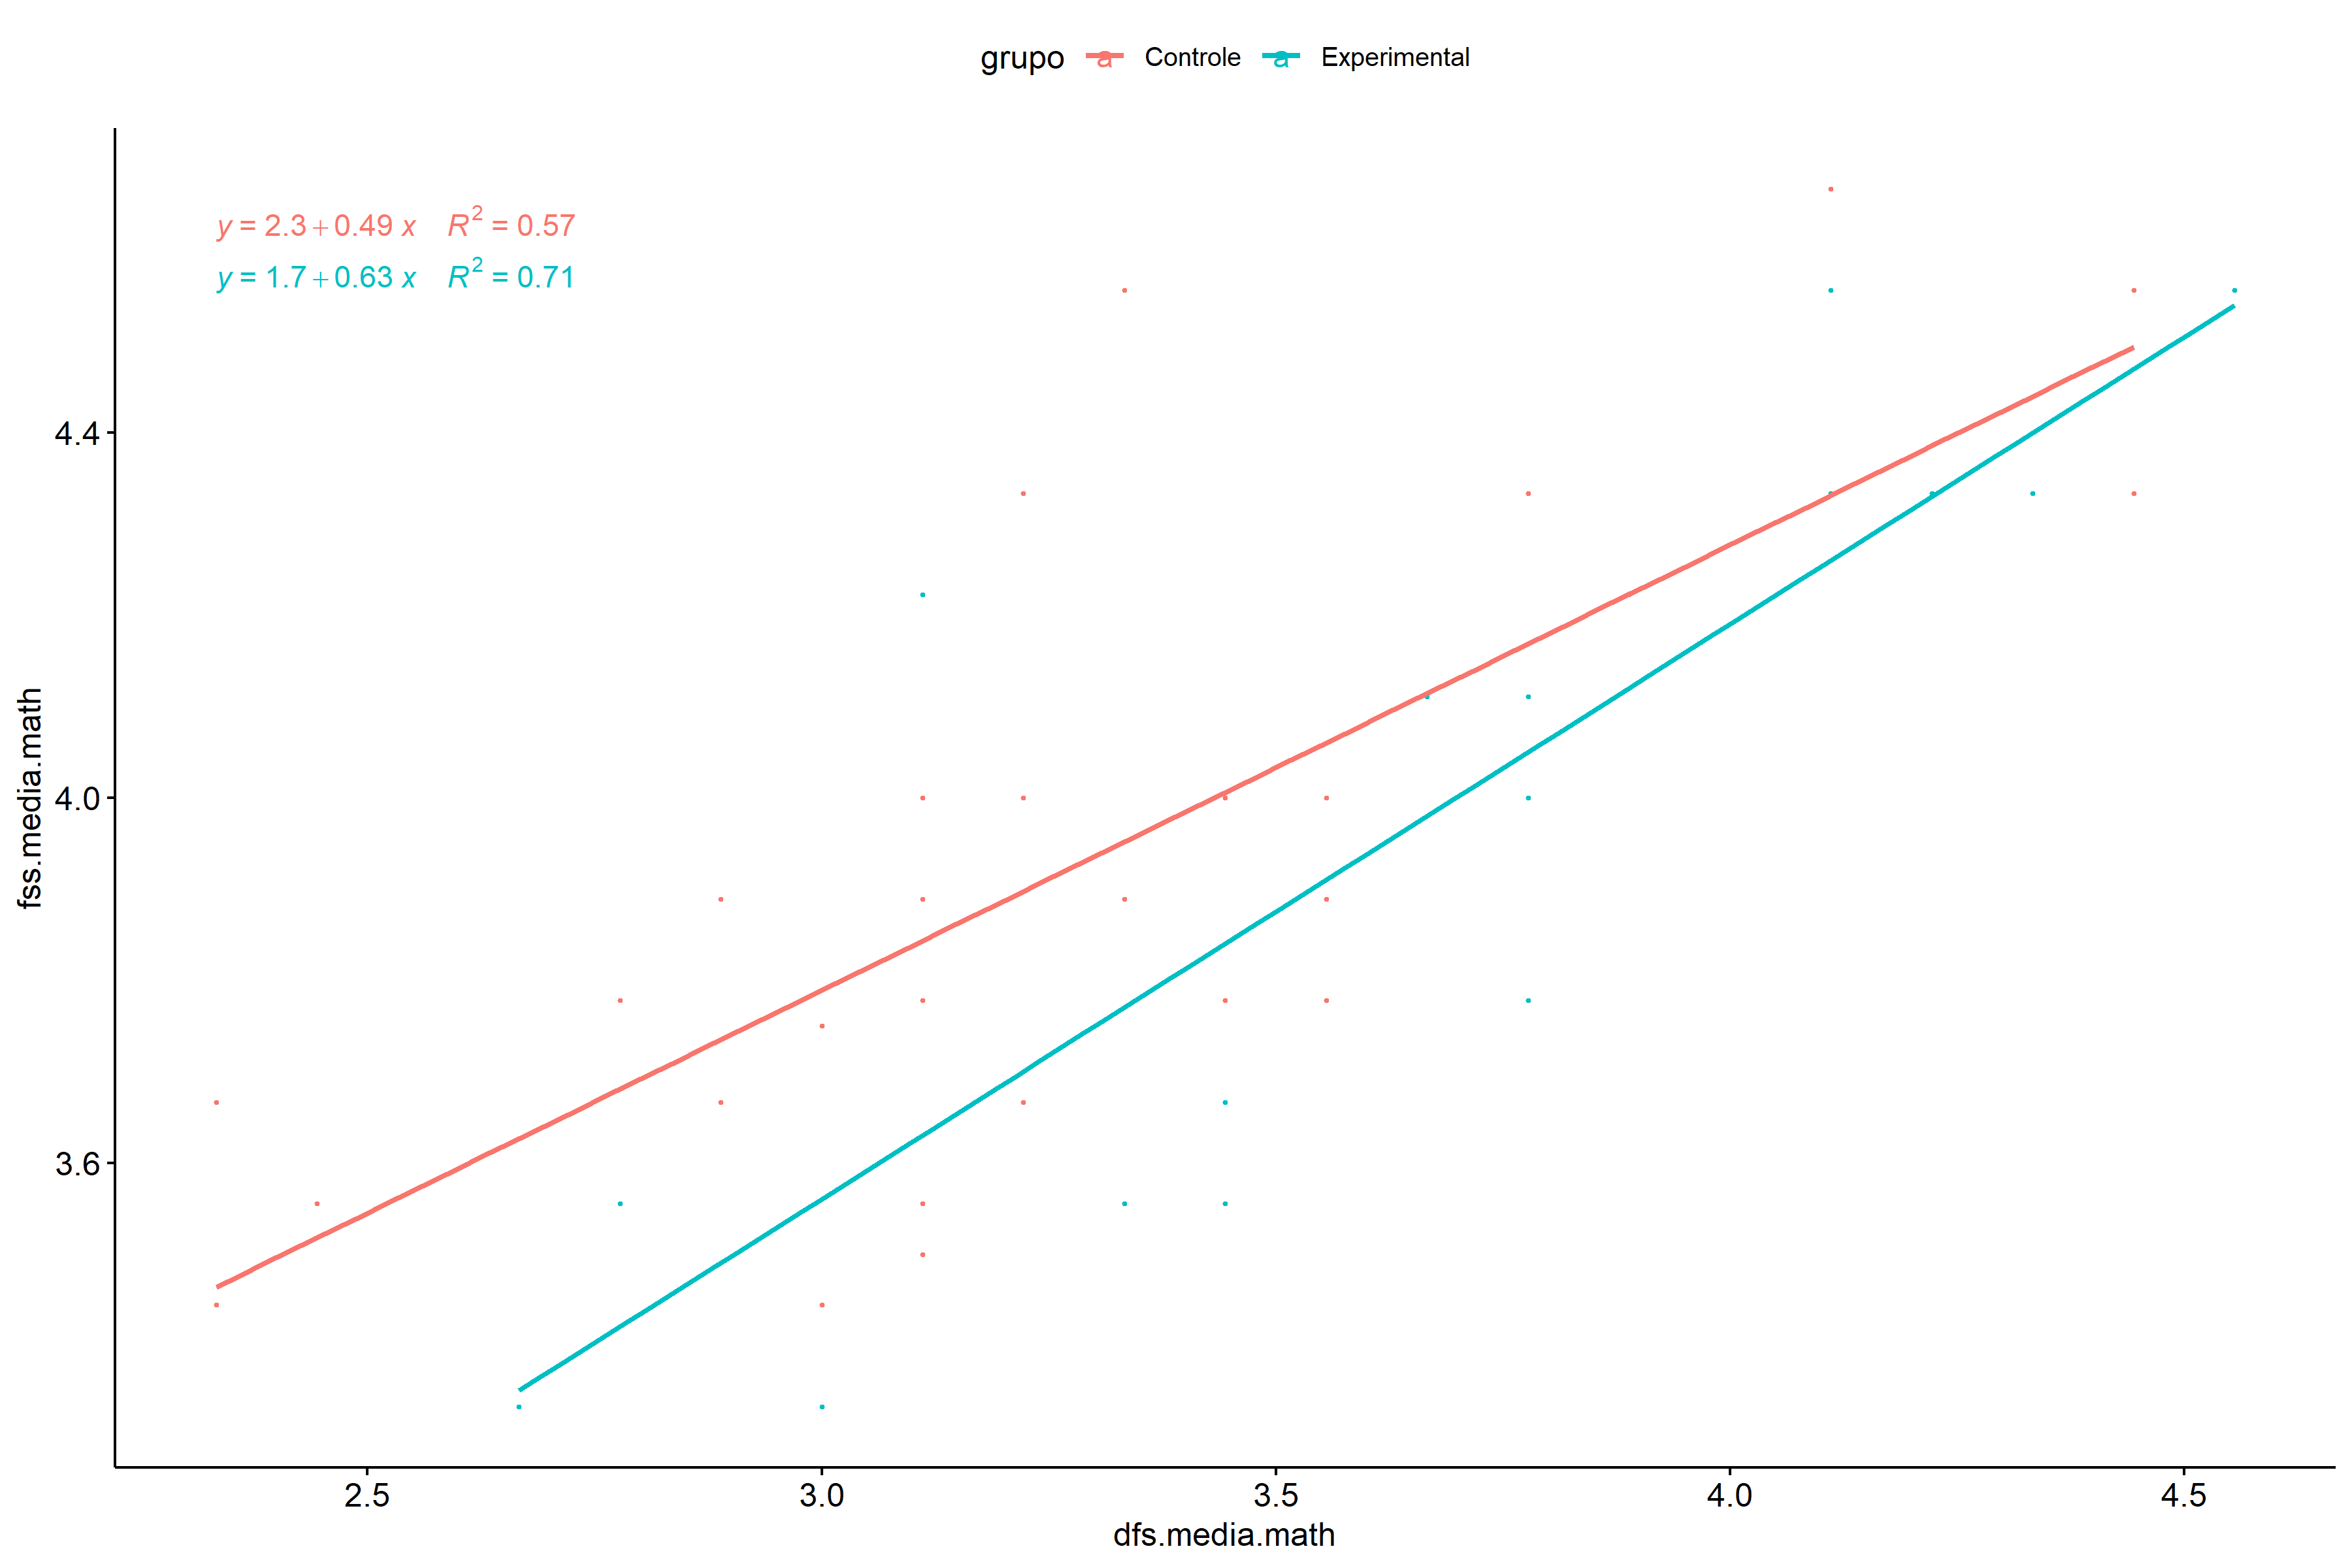 grupo a Controle a Experimental
y = 2.3 + 0.49 x R² = 0.57
y = 1.7 + 0.63 x R² = 0.71
4.4
4.0
3.6
fss.media.math
2.5 3.0 3.5 4.0 4.5
dfs.media.math